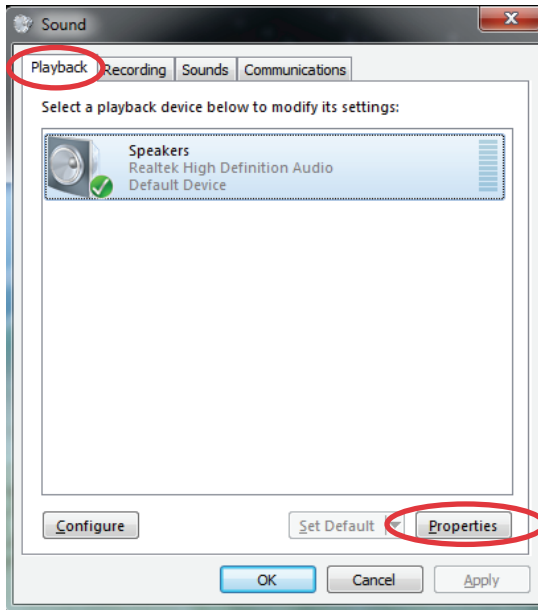 Sound
Playback Recording Sounds Communications
Select a playback device below to modify its settings:
Speakers
Realtek High Definition Audio
Default Device
Configure Set Default Properties
OK Cancel Apply